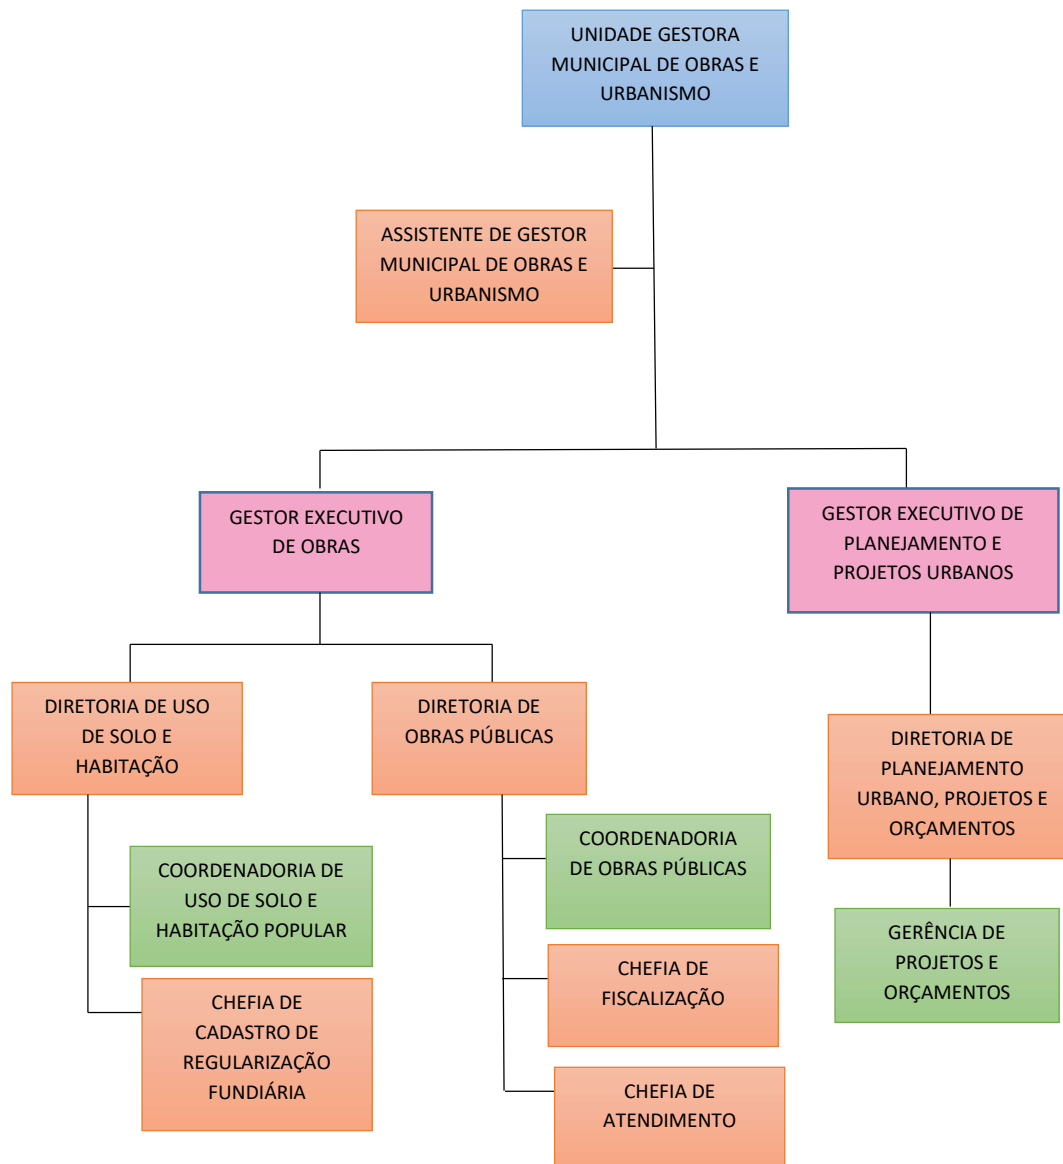 UNIDADE GESTORA
MUNICIPAL DE OBRAS E
URBANISMO
ASSISTENTE DE GESTOR
MUNICIPAL DE OBRAS E
URBANISMO
GESTOR EXECUTIVO
DE OBRAS
GESTOR EXECUTIVO DE
PLANEJAMENTO E
PROJETOS URBANOS
DIRETORIA DE USO
DE SOLO E
HABITAÇÃO
DIRETORIA DE
OBRAS PÚBLICAS
DIRETORIA DE
PLANEJAMENTO
URBANO, PROJETOS E
ORÇAMENTOS
COORDENADORIA DE
USO DE SOLO E
HABITAÇÃO POPULAR
COORDENADORIA
DE OBRAS PÚBLICAS
GERÊNCIA DE
PROJETOS E
ORÇAMENTOS
CHEFIA DE
CADASTRO DE
REGULARIZAÇÃO
FUNDIÁRIA
CHEFIA DE
FISCALIZAÇÃO
CHEFIA DE
ATENDIMENTO